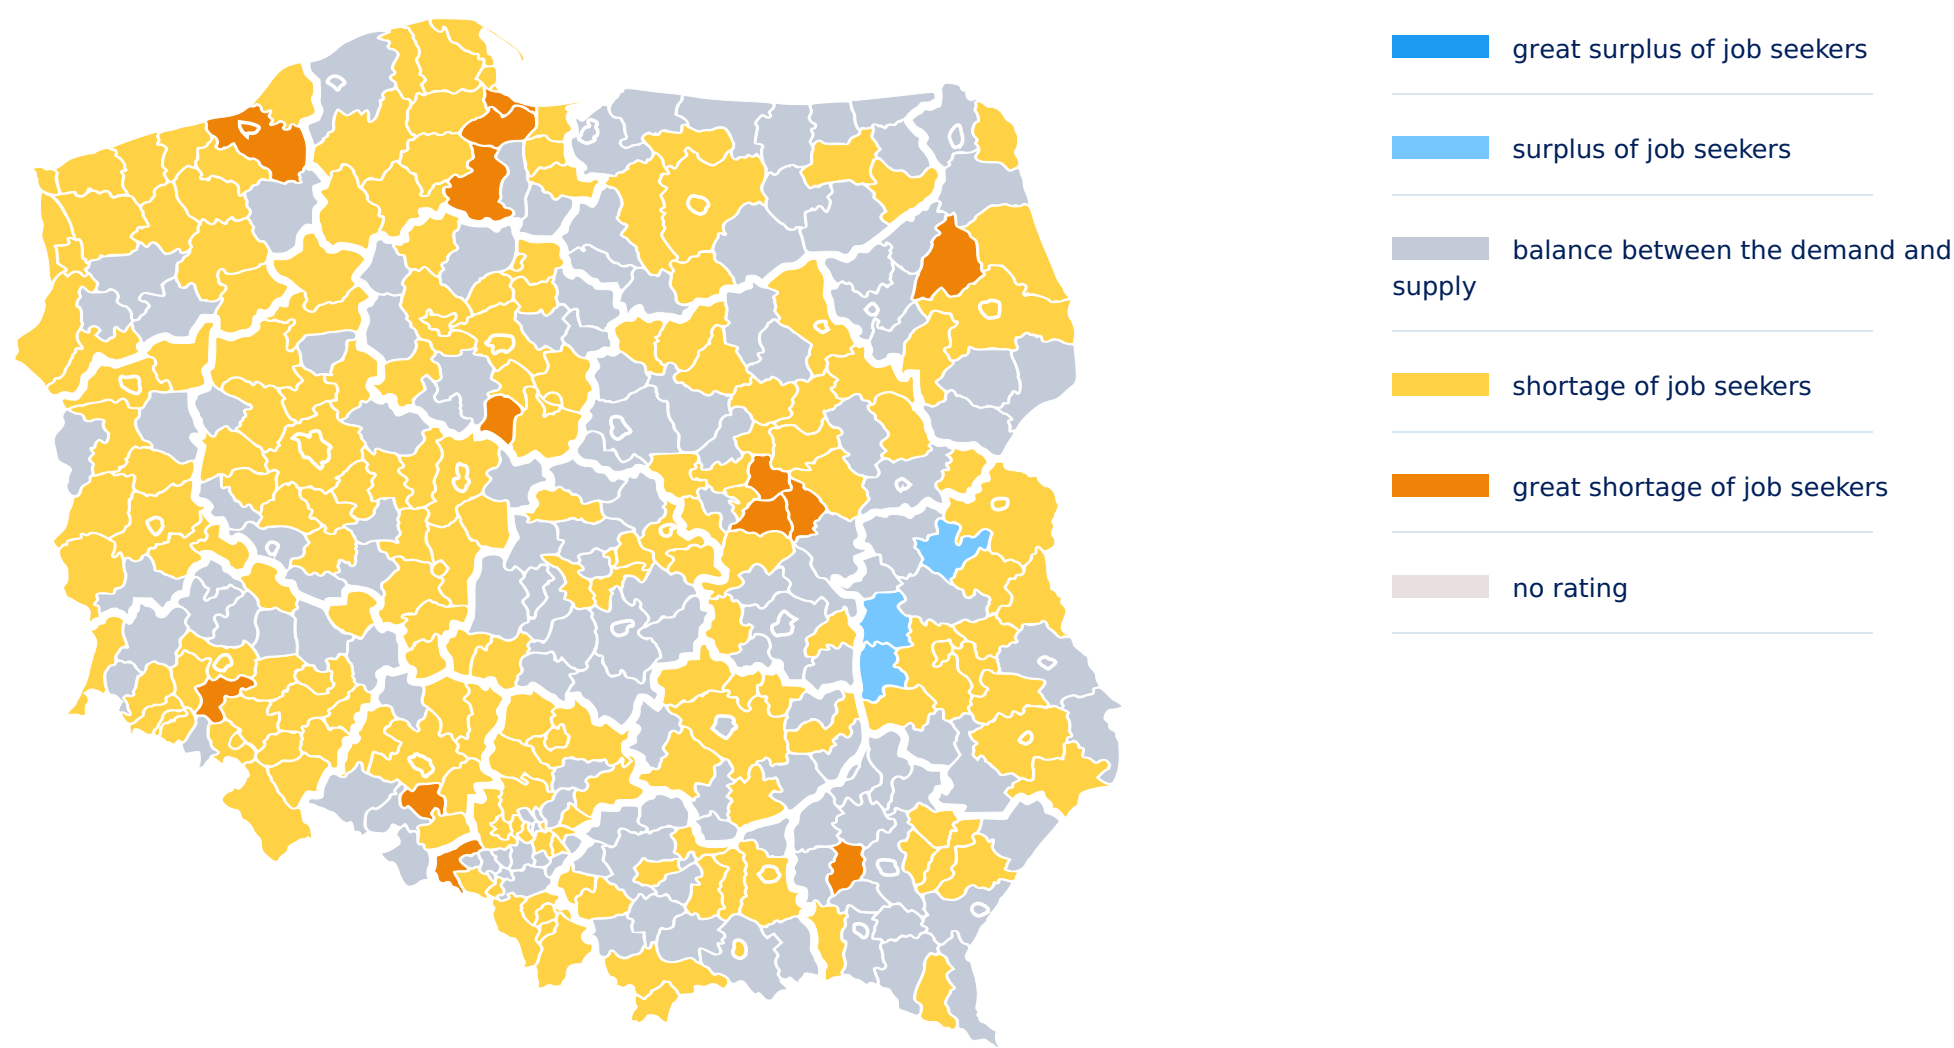 great surplus of job seekers
surplus of job seekers
balance between the demand and
supply
shortage of job seekers
great shortage of job seekers
no rating